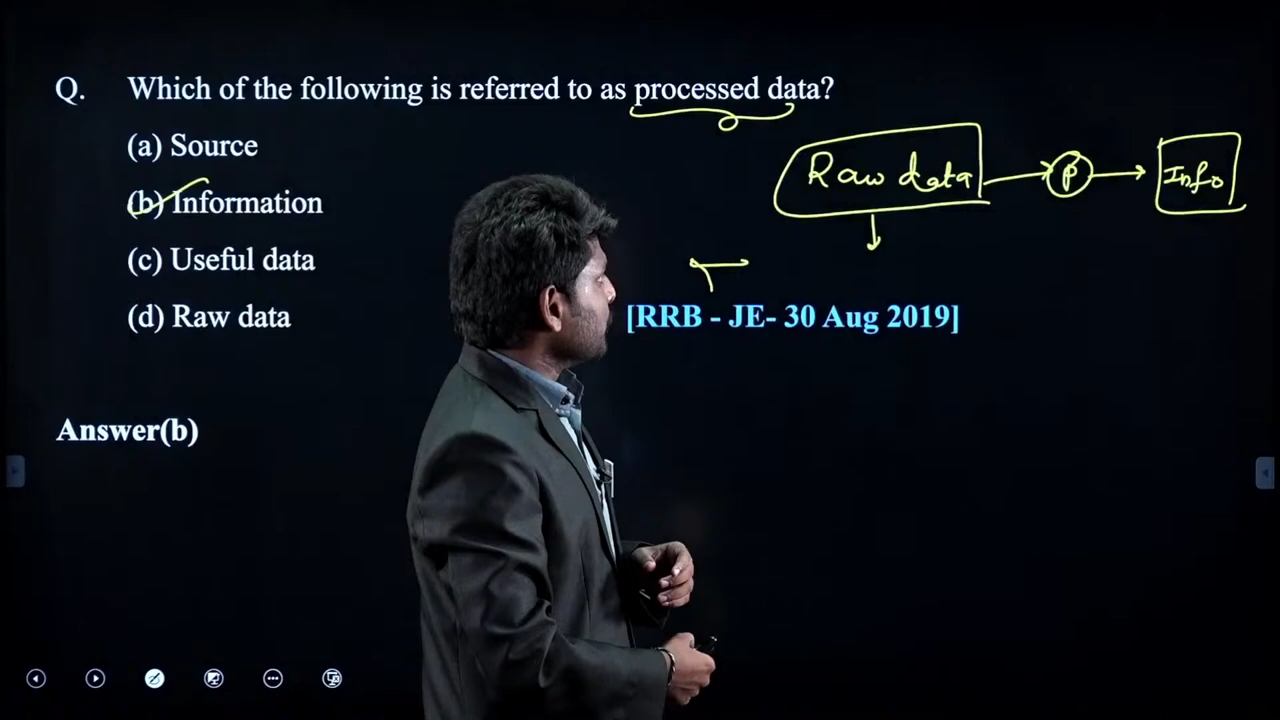 Q. Which of the following is referred to as processed data?
(a) Source
(b) Information
(c) Useful data
(d) Raw data
[RRB - JE- 30 Aug 2019]
Answer(b)
Raw data
P
Info